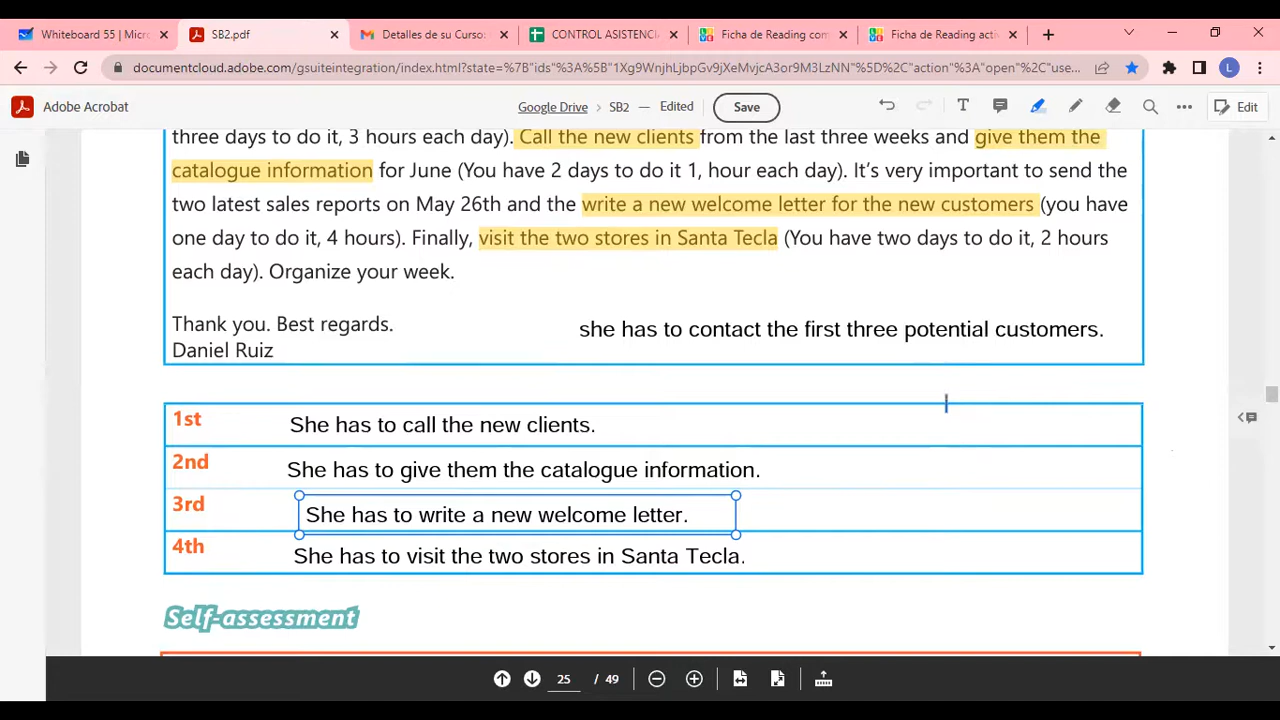 Whiteboard 55 | Micro
SB2.pdf
Detalles de su Curso:
CONTROL ASISTENCI
Ficha de Reading com
Ficha de Reading acti
documentcloud.adobe.com/gsuiteintegration/index.html?state=%7B"ids"%3A%5B"1Xg9WnjhLjbpGv9jXeMvjcA3or9M3LzNN"%5D%2C"action"%3A"open"%2C"use...
L
Adobe Acrobat
Google Drive > SB2 — Edited
Save
Edit
three days to do it, 3 hours each day). Call the new clients from the last three weeks and give them the
catalogue information for June (You have 2 days to do it 1, hour each day). It's very important to send the
two latest sales reports on May 26th and the write a new welcome letter for the new customers (you have
one day to do it, 4 hours). Finally, visit the two stores in Santa Tecla (You have two days to do it, 2 hours
each day). Organize your week.
Thank you. Best regards.
she has to contact the first three potential customers.
Daniel Ruiz
1st She has to call the new clients.
2nd She has to give them the catalogue information.
3rd She has to write a new welcome letter.
4th She has to visit the two stores in Santa Tecla.
Self-assessment
25 / 49